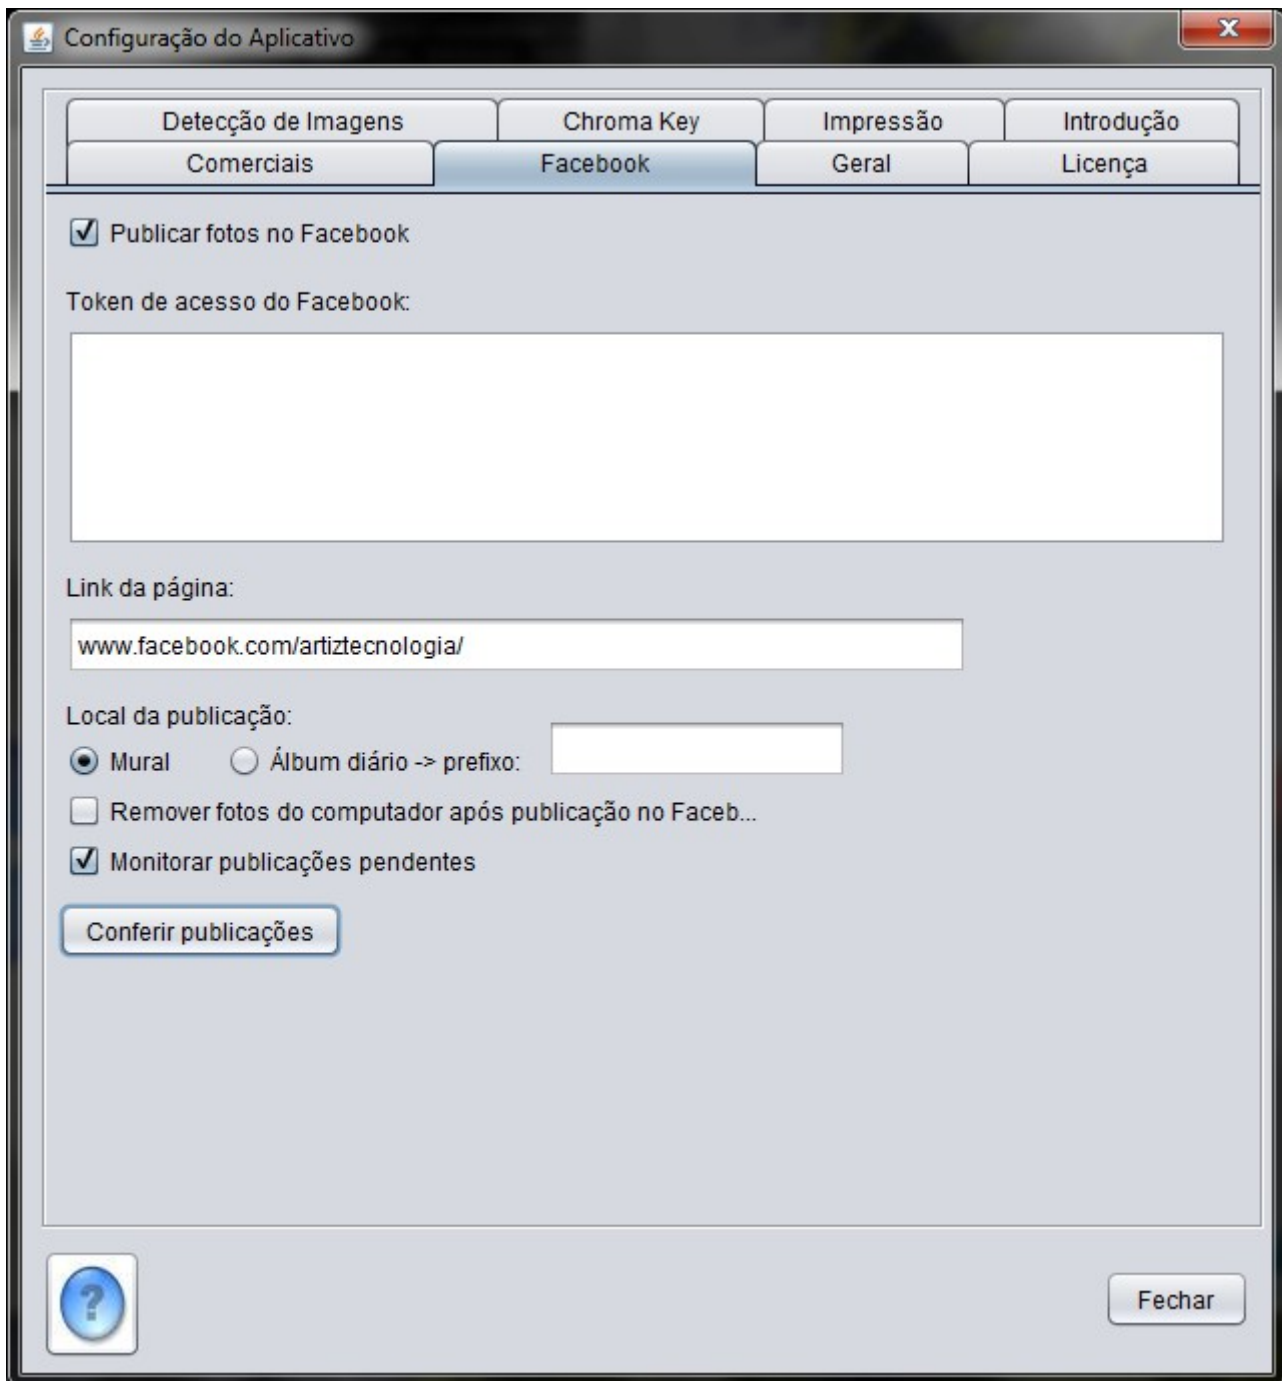 Configuração do Aplicativo
Detecção de Imagens Chroma Key Impressão Introdução
Comerciais Facebook Geral Licença
Publicar fotos no Facebook
Token de acesso do Facebook:
Link da página:
www.facebook.com/artiztecnologia/
Local da publicação:
Mural Álbum diário -> prefixo:
Remover fotos do computador após publicação no Faceb...
Monitorar publicações pendentes
Conferir publicações
?
Fechar